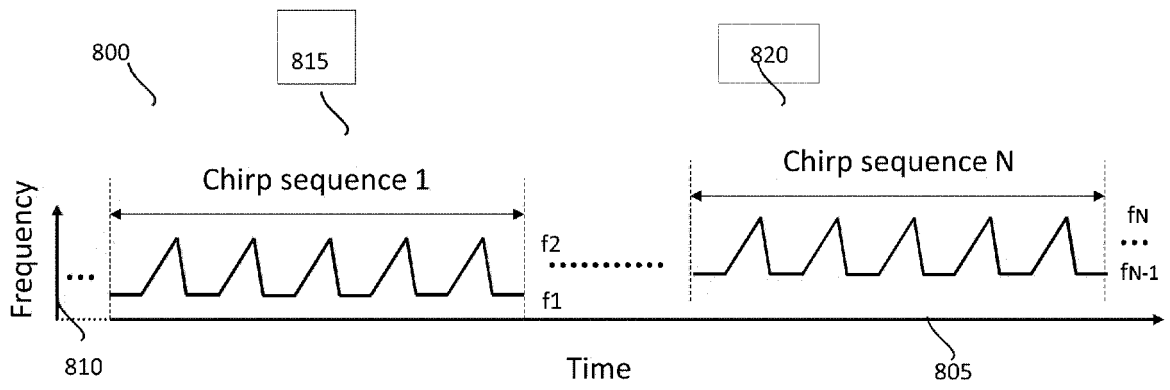 800
815
820
Chirp sequence 1
Chirp sequence N
Frequency
f2
f1
fN
fN-1
810
Time
805